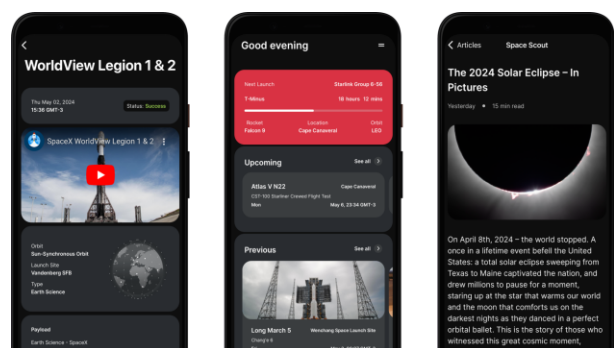 WorldView Legion 1 & 2
Thu May 02, 2024
15:36 GMT-3
Status: Success
SpaceX WorldView Legion 1 & 2
Orbit
Sun-Synchronous Orbit
Launch Site
Vandenberg SFB
Type
Earth Science
Payload
Earth Science - SpaceX
Good evening
Next Launch
Starlink Group 6-58
T-Minus
18 hours 12 mins
Rocket
Location
Orbit
Falcon 9
Cape Canaveral
LEO
Upcoming
See all
Atlas V N22
Cape Canaveral
CST-100 Starliner Crewed Flight Test
Mon
May 6, 23:34 GMT-3
Previous
See all
Long March 5
Wenchang Space Launch Site
Chang'e 6
Articles
Space Scout
The 2024 Solar Eclipse – In
Pictures
Yesterday • 15 min read
On April 8th, 2024 – the world stopped. A
once in a lifetime event befell the United
States: a total solar eclipse sweeping from
Texas to Maine captivated the nation, and
drew millions to pause for a moment,
staring up at the star that warms our world
and the moon that comforts us on the
darkest nights as they danced in a perfect
orbital ballet. This is the story of those who
witnessed this great cosmic moment,